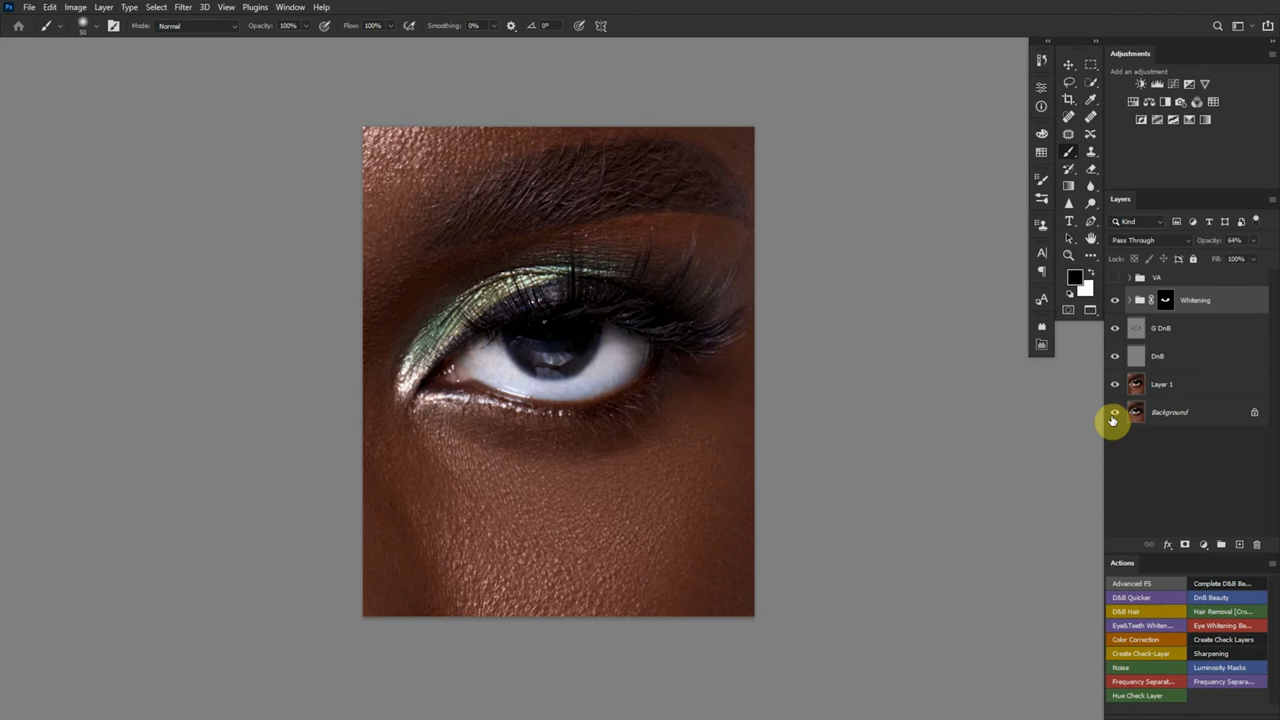 Ps File Edit Image Layer Type Select Filter 3D View Plugins Window Help
50 Mode: Normal Opacity: 100% Flow: 100% Smoothing: 0% 0°
Adjustments
Add an adjustment
Layers
Kind
Pass Through Opacity: 64%
Lock: Fill: 100%
VA
Whitening
G DnB
DnB
Layer 1
Background
Actions
Advanced PS Complete D&B Be...
D&B Quicker DnB Beauty
D&B Hair Hair Removal [Cro...
Eye&Teeth Whiten... Eye Whitening Be...
Color Correction Create Check Layers
Create Check-Layer Sharpening
Noise Luminosity Masks
Frequency Separat... Frequency Separa...
Hue Check Layer